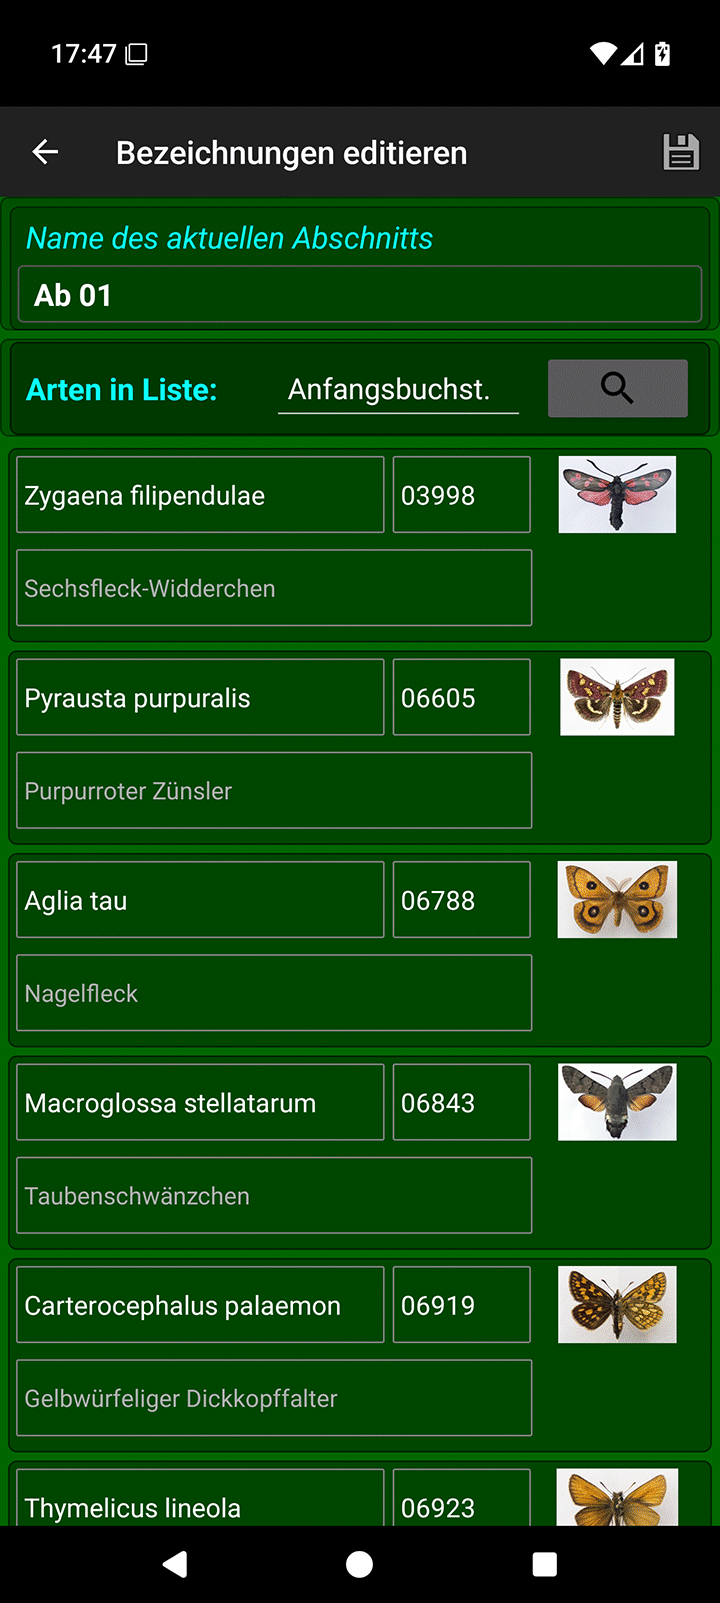 17:47
Bezeichnungen editieren
Name des aktuellen Abschnitts
Ab 01
Arten in Liste: Anfangsbuchst.
Zygaena filipendulae 03998
Sechsfleck-Widderchen
Pyrausta purpuralis 06605
Purpurroter Zünsler
Aglia tau 06788
Nagelfleck
Macroglossa stellatarum 06843
Taubenschwänzchen
Carterocephalus palaemon 06919
Gelbwürfeliger Dickkopffalter
Thymelicus lineola 06923